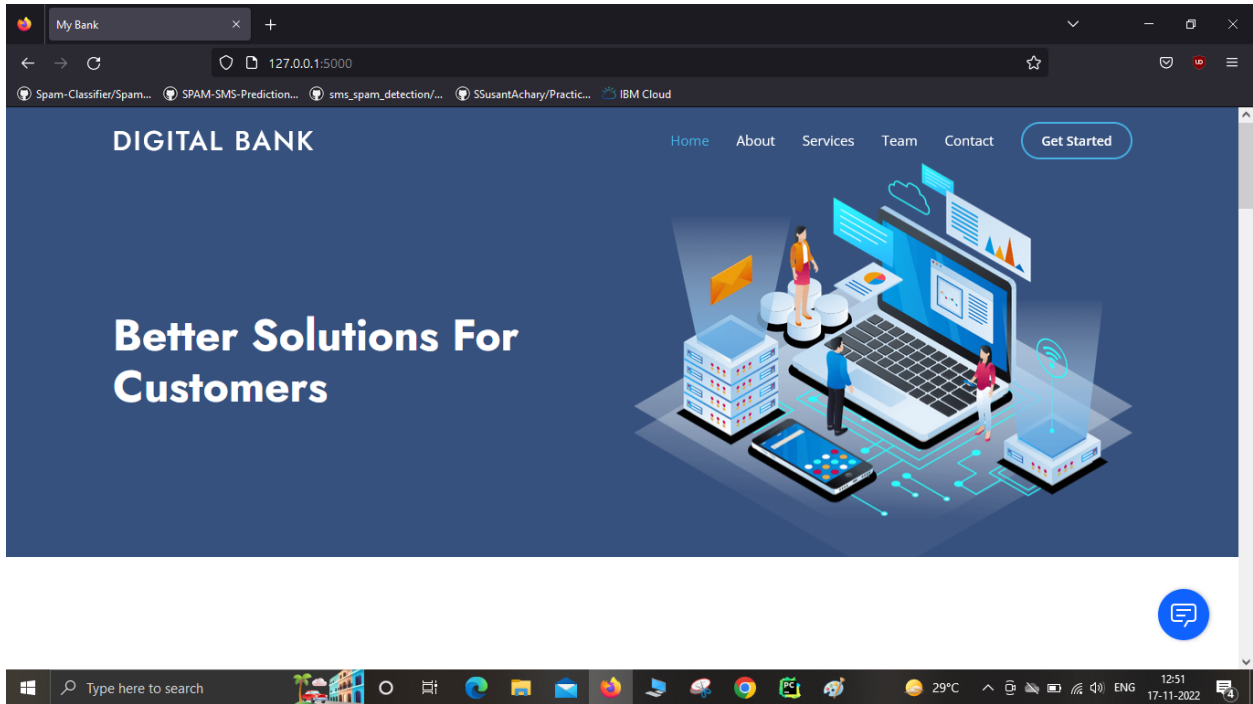 My Bank
127.0.0.1:5000
Spam-Classifier/Spam... SPAM-SMS-Prediction... sms_spam_detection/... SSusantAchary/Practic... IBM Cloud
DIGITAL BANK
Home About Services Team Contact Get Started
Better Solutions For
Customers
Type here to search
29°C ENG 12:51
17-11-2022
4